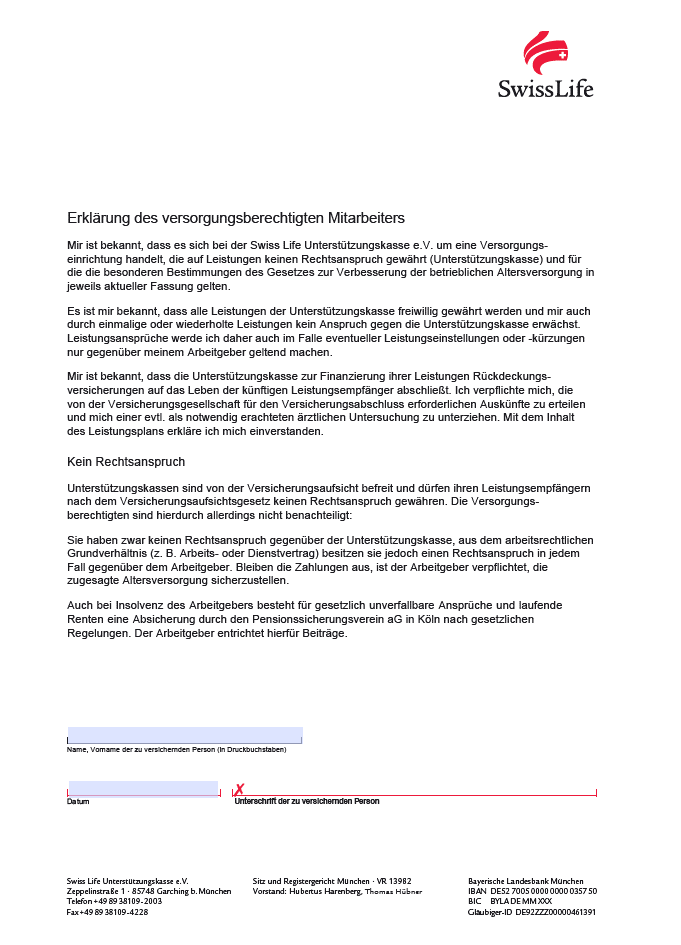 SwissLife
Erklärung des versorgungsberechtigten Mitarbeiters
Mir ist bekannt, dass es sich bei der Swiss Life Unterstützungskasse e.V. um eine Versorgungs-
einrichtung handelt, die auf Leistungen keinen Rechtsanspruch gewährt (Unterstützungskasse) und für
die die besonderen Bestimmungen des Gesetzes zur Verbesserung der betrieblichen Altersversorgung in
jeweils aktueller Fassung gelten.
Es ist mir bekannt, dass alle Leistungen der Unterstützungskasse freiwillig gewährt werden und mir auch
durch einmalige oder wiederholte Leistungen kein Anspruch gegen die Unterstützungskasse erwächst.
Leistungsansprüche werde ich daher auch im Falle eventueller Leistungseinstellungen oder -kürzungen
nur gegenüber meinem Arbeitgeber geltend machen.
Mir ist bekannt, dass die Unterstützungskasse zur Finanzierung ihrer Leistungen Rückdeckungs-
versicherungen auf das Leben der künftigen Leistungsempfänger abschließt. Ich verpflichte mich, die
von der Versicherungsgesellschaft für den Versicherungsabschluss erforderlichen Auskünfte zu erteilen
und mich einer evtl. als notwendig erachteten ärztlichen Untersuchung zu unterziehen. Mit dem Inhalt
des Leistungsplans erkläre ich mich einverstanden.
Kein Rechtsanspruch
Unterstützungskassen sind von der Versicherungsaufsicht befreit und dürfen ihren Leistungsempfängern
nach dem Versicherungsaufsichtsgesetz keinen Rechtsanspruch gewähren. Die Versorgungs-
berechtigten sind hierdurch allerdings nicht benachteiligt:
Sie haben zwar keinen Rechtsanspruch gegenüber der Unterstützungskasse, aus dem arbeitsrechtlichen
Grundverhältnis (z. B. Arbeits- oder Dienstvertrag) besitzen sie jedoch einen Rechtsanspruch in jedem
Fall gegenüber dem Arbeitgeber. Bleiben die Zahlungen aus, ist der Arbeitgeber verpflichtet, die
zugesagte Altersversorgung sicherzustellen.
Auch bei Insolvenz des Arbeitgebers besteht für gesetzlich unverfallbare Ansprüche und laufende
Renten eine Absicherung durch den Pensionssicherungsverein aG in Köln nach gesetzlichen
Regelungen. Der Arbeitgeber entrichtet hierfür Beiträge.
Name, Vorname der zu versichernden Person (in Druckbuchstaben)
✗
Datum
Unterschrift der zu versichernden Person
Swiss Life Unterstützungskasse e.V.
Zeppelinstraße 1 · 85748 Garching b. München
Telefon +49 89 38109-2003
Fax +49 89 38109-4228
Sitz und Registergericht München · VR 13982
Vorstand: Hubertus Harenberg, Thomas Hübner
Bayerische Landesbank München
IBAN DE52 7005 0000 0000 0357 50
BIC BYLA DE MM XXX
Gläubiger-ID DE92ZZZ00000461391